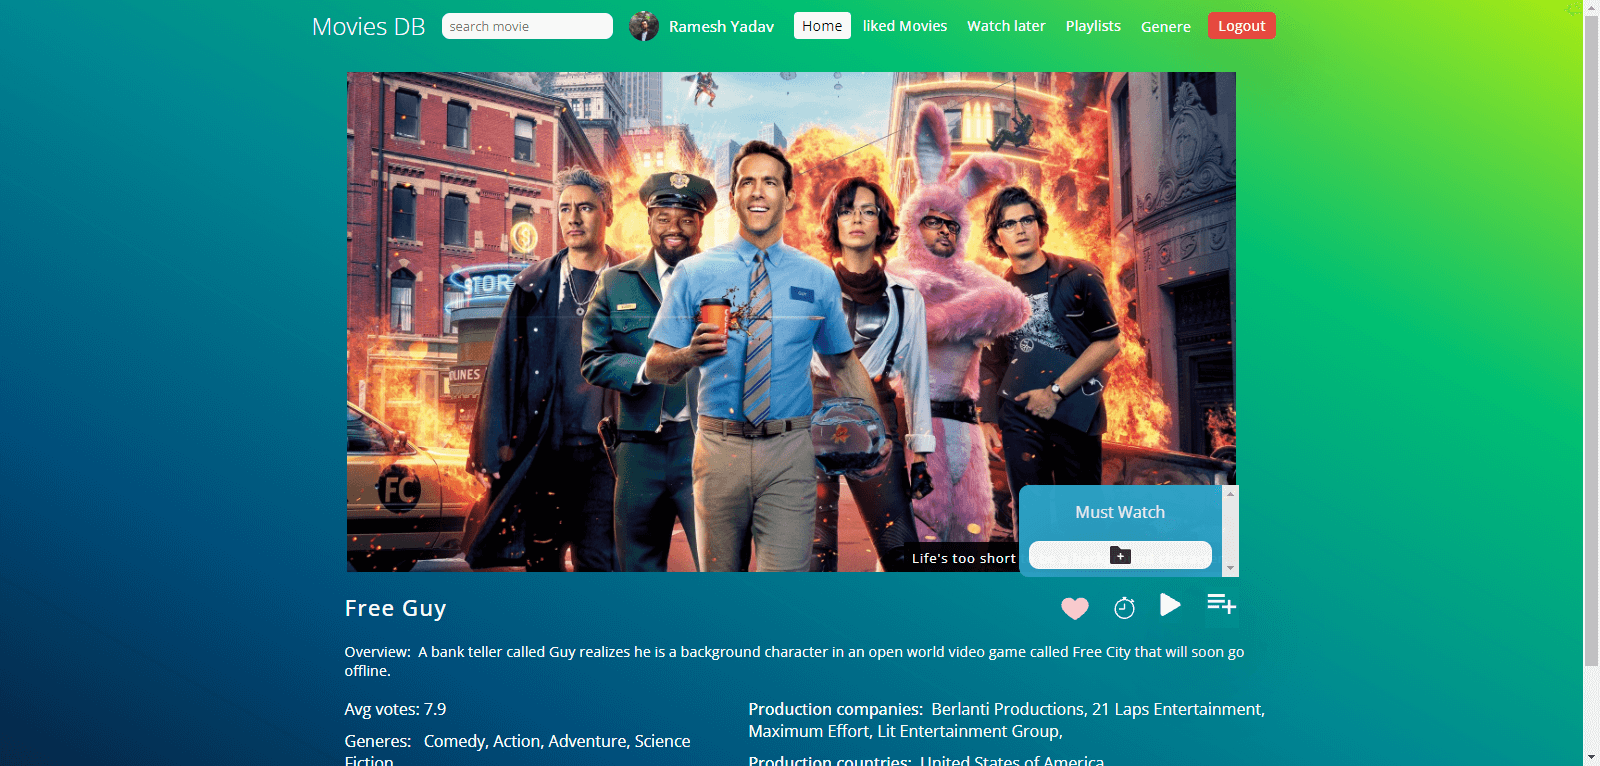 Movies DB
search movie
Ramesh Yadav
Home
liked Movies
Watch later
Playlists
Genere
Logout
STOR
LINES
FC
GUY
Must Watch
Life's too short
Free Guy
Overview: A bank teller called Guy realizes he is a background character in an open world video game called Free City that will soon go
offline.
Avg votes: 7.9
Generes: Comedy, Action, Adventure, Science
Fiction
Production companies: Berlanti Productions, 21 Laps Entertainment,
Maximum Effort, Lit Entertainment Group,
Production countries: United States of America